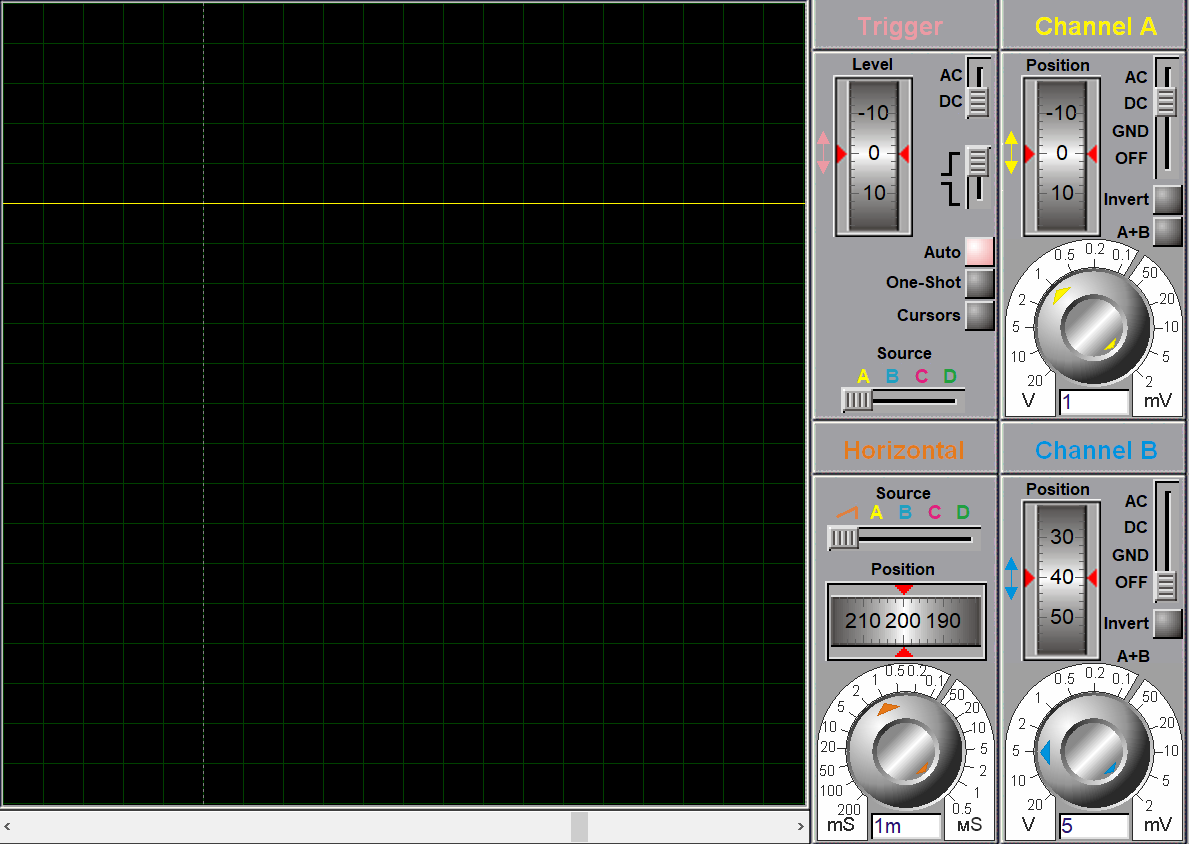 Trigger
Level
-10
0
10
AC
DC
Auto
One-Shot
Cursors
Source
A B C D
Channel A
Position
-10
0
10
AC
DC
GND
OFF
Invert
A+B
0.5 0.2 0.1
1 50
2 20
5 10
10 5
20 2
V 1 mV
Horizontal
Source
A B C D
Position
210 200 190
1 0.5 0.2 0.1
2 50
5 20
10 10
20 5
50 2
100 1
200 0.5
mS 1m мS
Channel B
Position
30
40
50
AC
DC
GND
OFF
Invert
A+B
0.5 0.2 0.1
1 50
2 20
5 10
10 5
20 2
V 5 mV